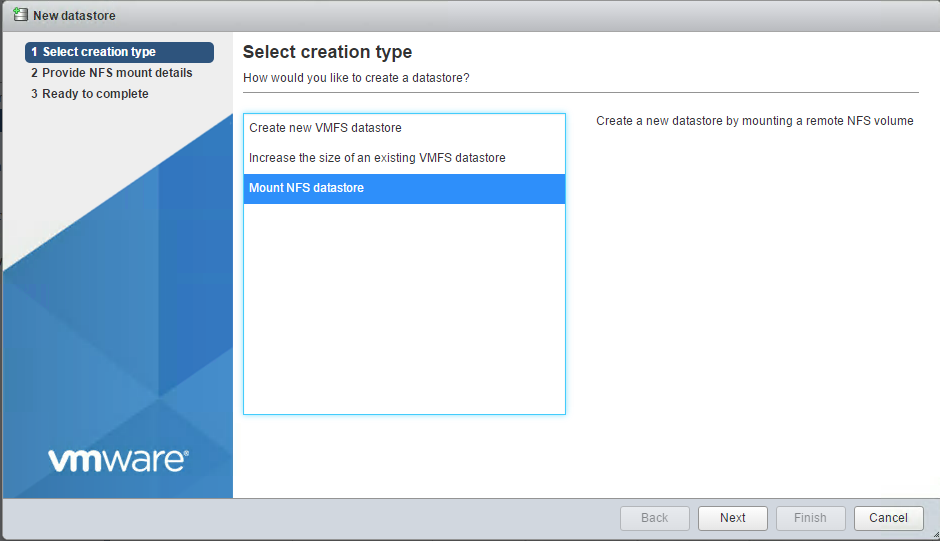 New datastore
1 Select creation type
2 Provide NFS mount details
3 Ready to complete
Select creation type
How would you like to create a datastore?
Create new VMFS datastore
Increase the size of an existing VMFS datastore
Mount NFS datastore
Create a new datastore by mounting a remote NFS volume
vmware®
Back
Next
Finish
Cancel